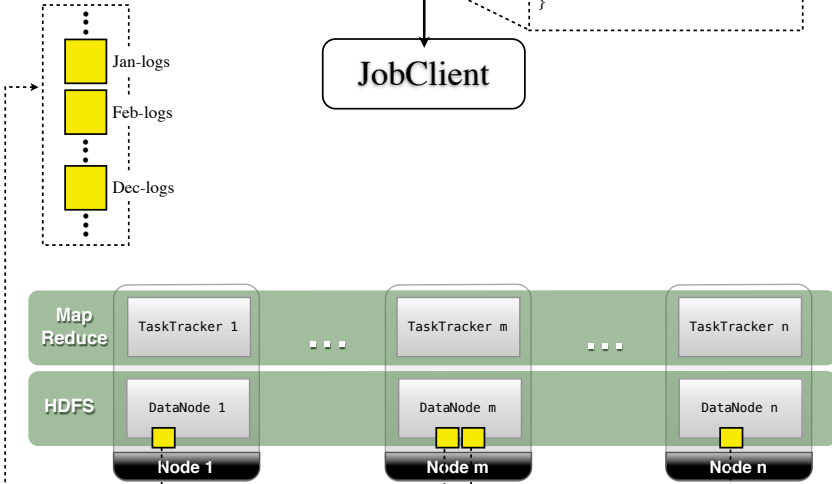 }
JobClient
Jan-logs
Feb-logs
Dec-logs
Map
Reduce
TaskTracker 1
TaskTracker m
TaskTracker n
HDFS
DataNode 1
DataNode m
DataNode n
Node 1
Node m
Node n